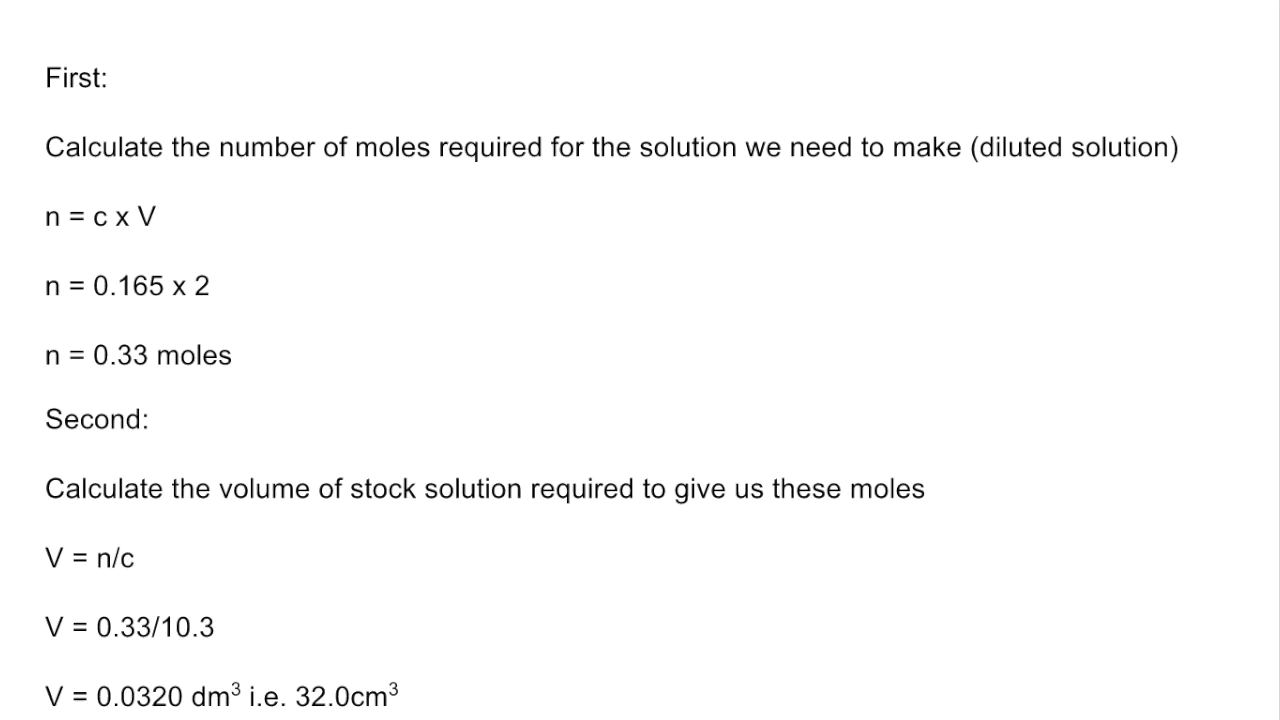 First:
Calculate the number of moles required for the solution we need to make (diluted solution)
n = c x V
n = 0.165 x 2
n = 0.33 moles
Second:
Calculate the volume of stock solution required to give us these moles
V = n/c
V = 0.33/10.3
V = 0.0320 dm³ i.e. 32.0cm³